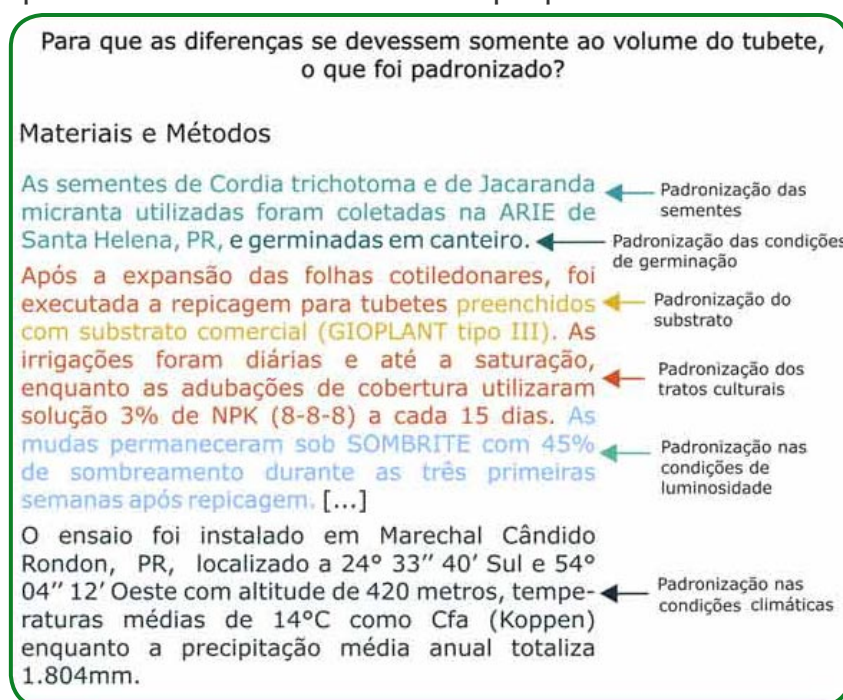 Para que as diferenças se devessem somente ao volume do tubete,
o que foi padronizado?
Materiais e Métodos
As sementes de Cordia trichotoma e de Jacaranda
micranta utilizadas foram coletadas na ARIE de
Santa Helena, PR, e germinadas em canteiro.
Padronização das
sementes
Padronização das condições
de germinação
Após a expansão das folhas cotiledonares, foi
executada a repicagem para tubetes preenchidos
com substrato comercial (GIOPLANT tipo III). As
irrigações foram diárias e até a saturação,
enquanto as adubações de cobertura utilizaram
solução 3% de NPK (8-8-8) a cada 15 dias. As
mudas permaneceram sob SOMBRITE com 45%
de sombreamento durante as três primeiras
semanas após repicagem. [...]
Padronização do
substrato
Padronização dos
tratos culturais
Padronização nas
condições de
luminosidade
O ensaio foi instalado em Marechal Cândido
Rondon, PR, localizado a 24° 33’’ 40’ Sul e 54°
04’’ 12’ Oeste com altitude de 420 metros, tempe-
raturas médias de 14°C como Cfa (Koppen)
enquanto a precipitação média anual totaliza
1.804mm.
Padronização nas
condições climáticas